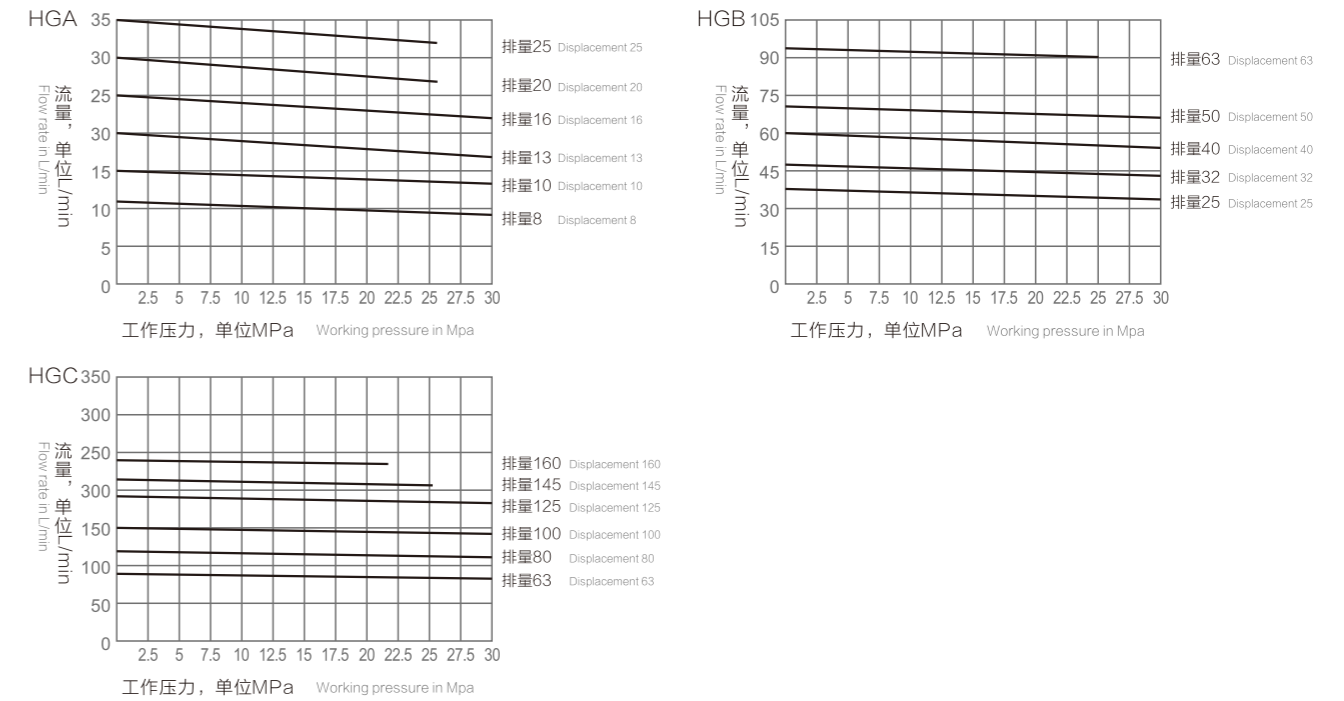 HGA
35
30
25
30
15
10
5
0
流量，单位L/min
Flow rate in L/min
2.5 5 7.5 10 12.5 15 17.5 20 22.5 25 27.5 30
工作压力，单位MPa Working pressure in Mpa
排量25 Displacement 25
排量20 Displacement 20
排量16 Displacement 16
排量13 Displacement 13
排量10 Displacement 10
排量8 Displacement 8
HGB
105
90
75
60
45
30
15
0
流量，单位L/min
Flow rate in L/min
2.5 5 7.5 10 12.5 15 17.5 20 22.5 25 27.5 30
工作压力，单位MPa Working pressure in Mpa
排量63 Displacement 63
排量50 Displacement 50
排量40 Displacement 40
排量32 Displacement 32
排量25 Displacement 25
HGC
350
300
250
300
150
100
50
0
流量，单位L/min
Flow rate in L/min
2.5 5 7.5 10 12.5 15 17.5 20 22.5 25 27.5 30
工作压力，单位MPa Working pressure in Mpa
排量160 Displacement 160
排量145 Displacement 145
排量125 Displacement 125
排量100 Displacement 100
排量80 Displacement 80
排量63 Displacement 63